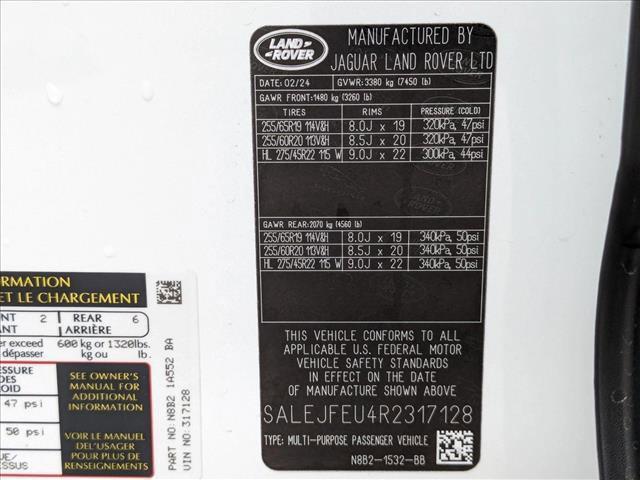 LAND-
ROVER
MANUFACTURED BY
JAGUAR LAND ROVER LTD
DATE: 02/24 GVWR: 3380 kg (7450 lb)
GAWR FRONT: 1480 kg (3260 lb)
TIRES RIMS PRESSURE (COLD)
255/65R19 114V&H 8.0J x 19 320kPa, 47psi
255/60R20 113V&H 8.5J x 20 320kPa, 47psi
HL 275/45R22 115 W 9.0J x 22 300kPa, 44psi
GAWR REAR: 2070 kg (4560 lb)
255/65R19 114V&H 8.0J x 19 340kPa, 50psi
255/60R20 113V&H 8.5J x 20 340kPa, 50psi
HL 275/45R22 115 W 9.0J x 22 340kPa, 50psi
THIS VEHICLE CONFORMS TO ALL
APPLICABLE U.S. FEDERAL MOTOR
VEHICLE SAFETY STANDARDS
IN EFFECT ON THE DATE OF
MANUFACTURE SHOWN ABOVE
SALEJFEU4R2317128
TYPE: MULTI-PURPOSE PASSENGER VEHICLE
N8B2-1532-BB
ORMATION
ET LE CHARGEMENT
NT 2 REAR 6
ANT ARRIÈRE
er exceed 600 kg or 1320lbs.
dépasser kg ou lb.
ESSURE
DES
OID
47 psi
50 psi
SSUS
SEE OWNER'S
MANUAL FOR
ADDITIONAL
INFORMATION
VOIR LE MANUEL
DE L'USAGER
POUR PLUS DE
RENSEIGNEMENTS
PART NO: N8B2 1A552 BA
VIN NO: 317128